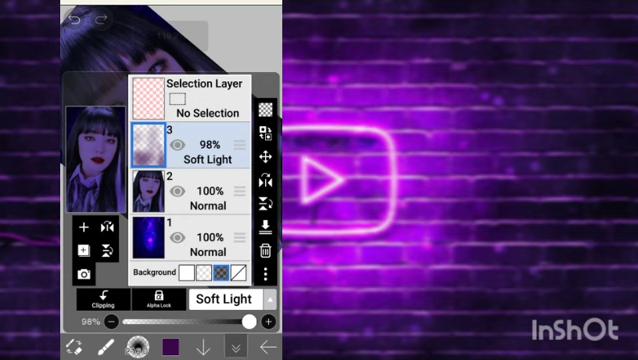 Selection Layer
No Selection
3
98%
Soft Light
2
100%
Normal
1
100%
Normal
Background
Clipping
Alpha Lock
Soft Light
98%
InShOt